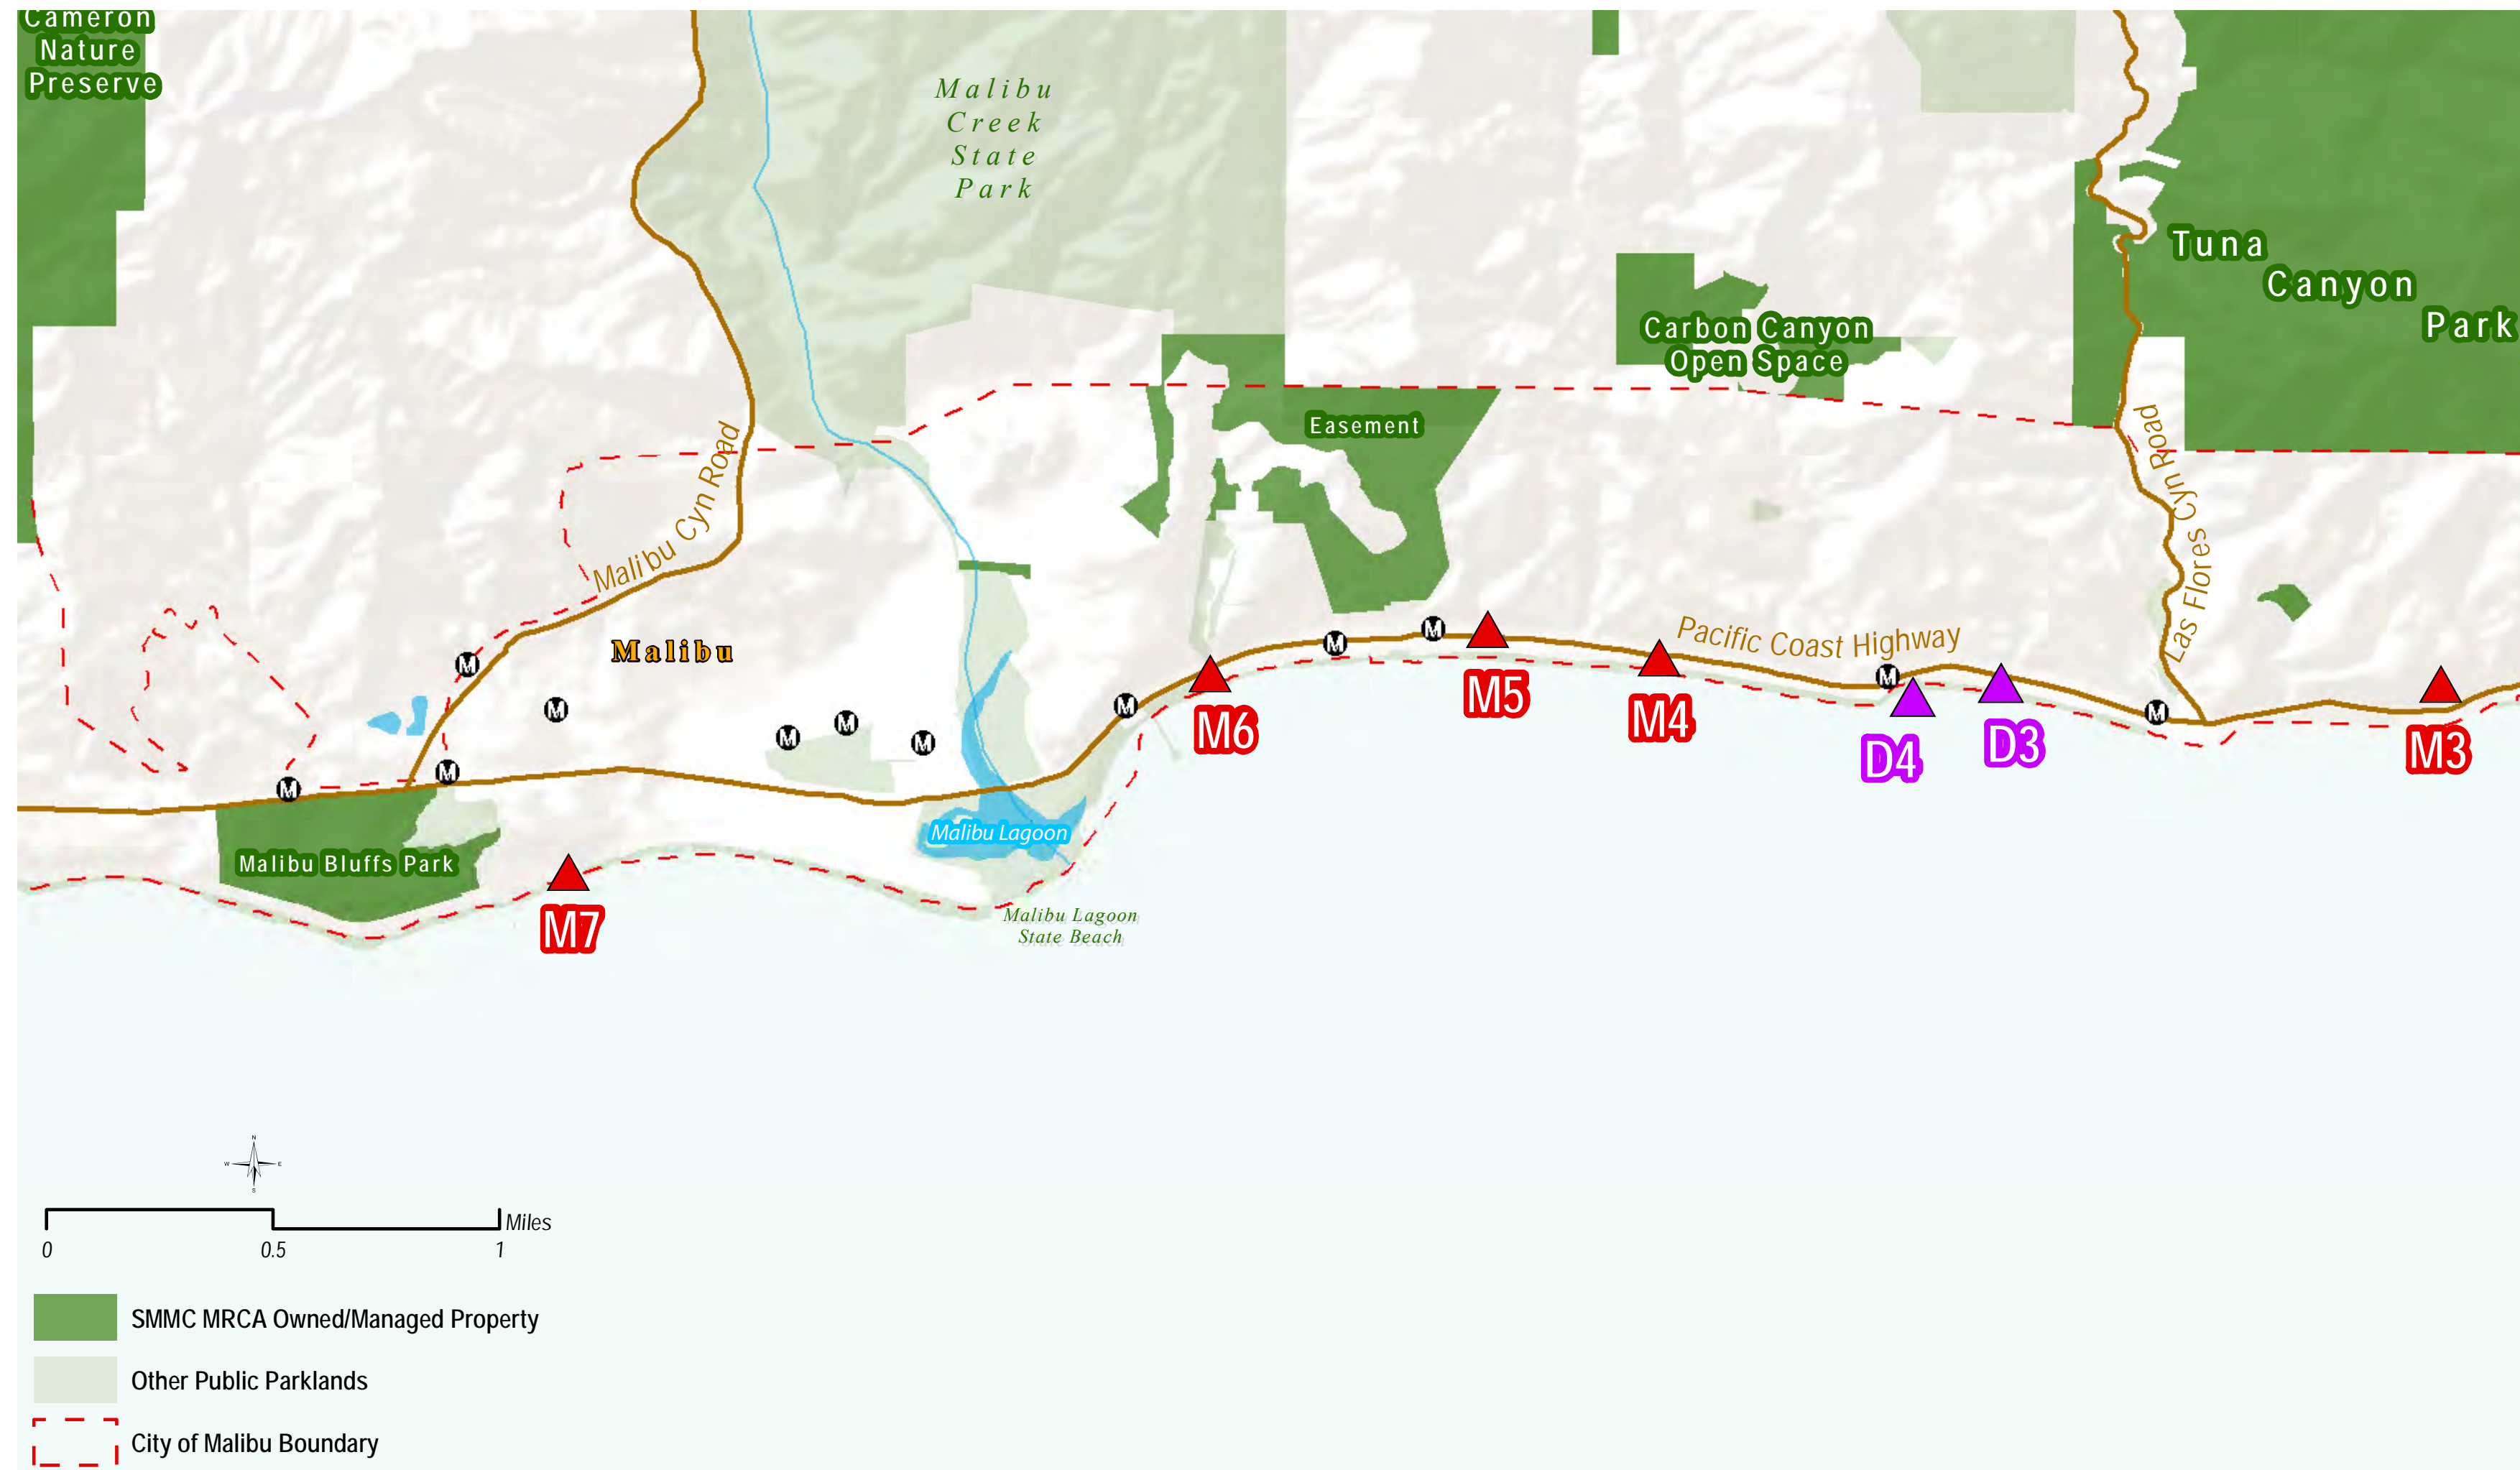 Cameron
Nature
Preserve
Malibu
Creek
State
Park
Tuna
Canyon
Park
Carbon Canyon
Open Space
Easement
Malibu Cyn Road
Las Flores Cyn Road
Malibu
Pacific Coast Highway
M
M
M
M
M
M
M
M
M
M
M
M
M6
M5
M4
D4
D3
M3
Malibu Lagoon
Malibu Bluffs Park
M7
Malibu Lagoon
State Beach
N
W E
S
Miles
0 0.5 1
SMMC MRCA Owned/Managed Property
Other Public Parklands
City of Malibu Boundary